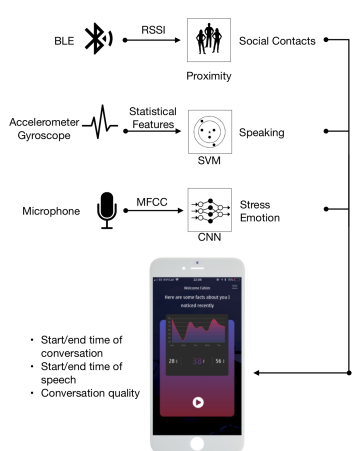 BLE
RSSI
Social Contacts
Proximity
Accelerometer
Gyroscope
Statistical
Features
Speaking
SVM
Microphone
MFCC
Stress
Emotion
CNN
Here are some facts about you I
noticed recently
• Start/end time of
conversation
• Start/end time of
speech
• Conversation quality